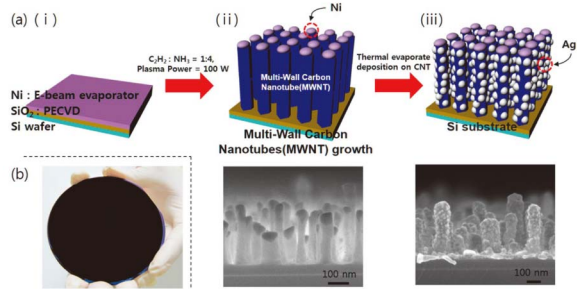 (a) (i)
Ni : E-beam evaporator
SiO2 : PECVD
Si wafer
C2H2 : NH3 = 1:4,
Plasma Power = 100 W
(ii)
Ni
Multi-Wall Carbon
Nanotube(MWNT)
Multi-Wall Carbon
Nanotubes(MWNT) growth
Thermal evaporate
deposition on CNT
(iii)
Ag
Si substrate
(b)
100 nm
100 nm